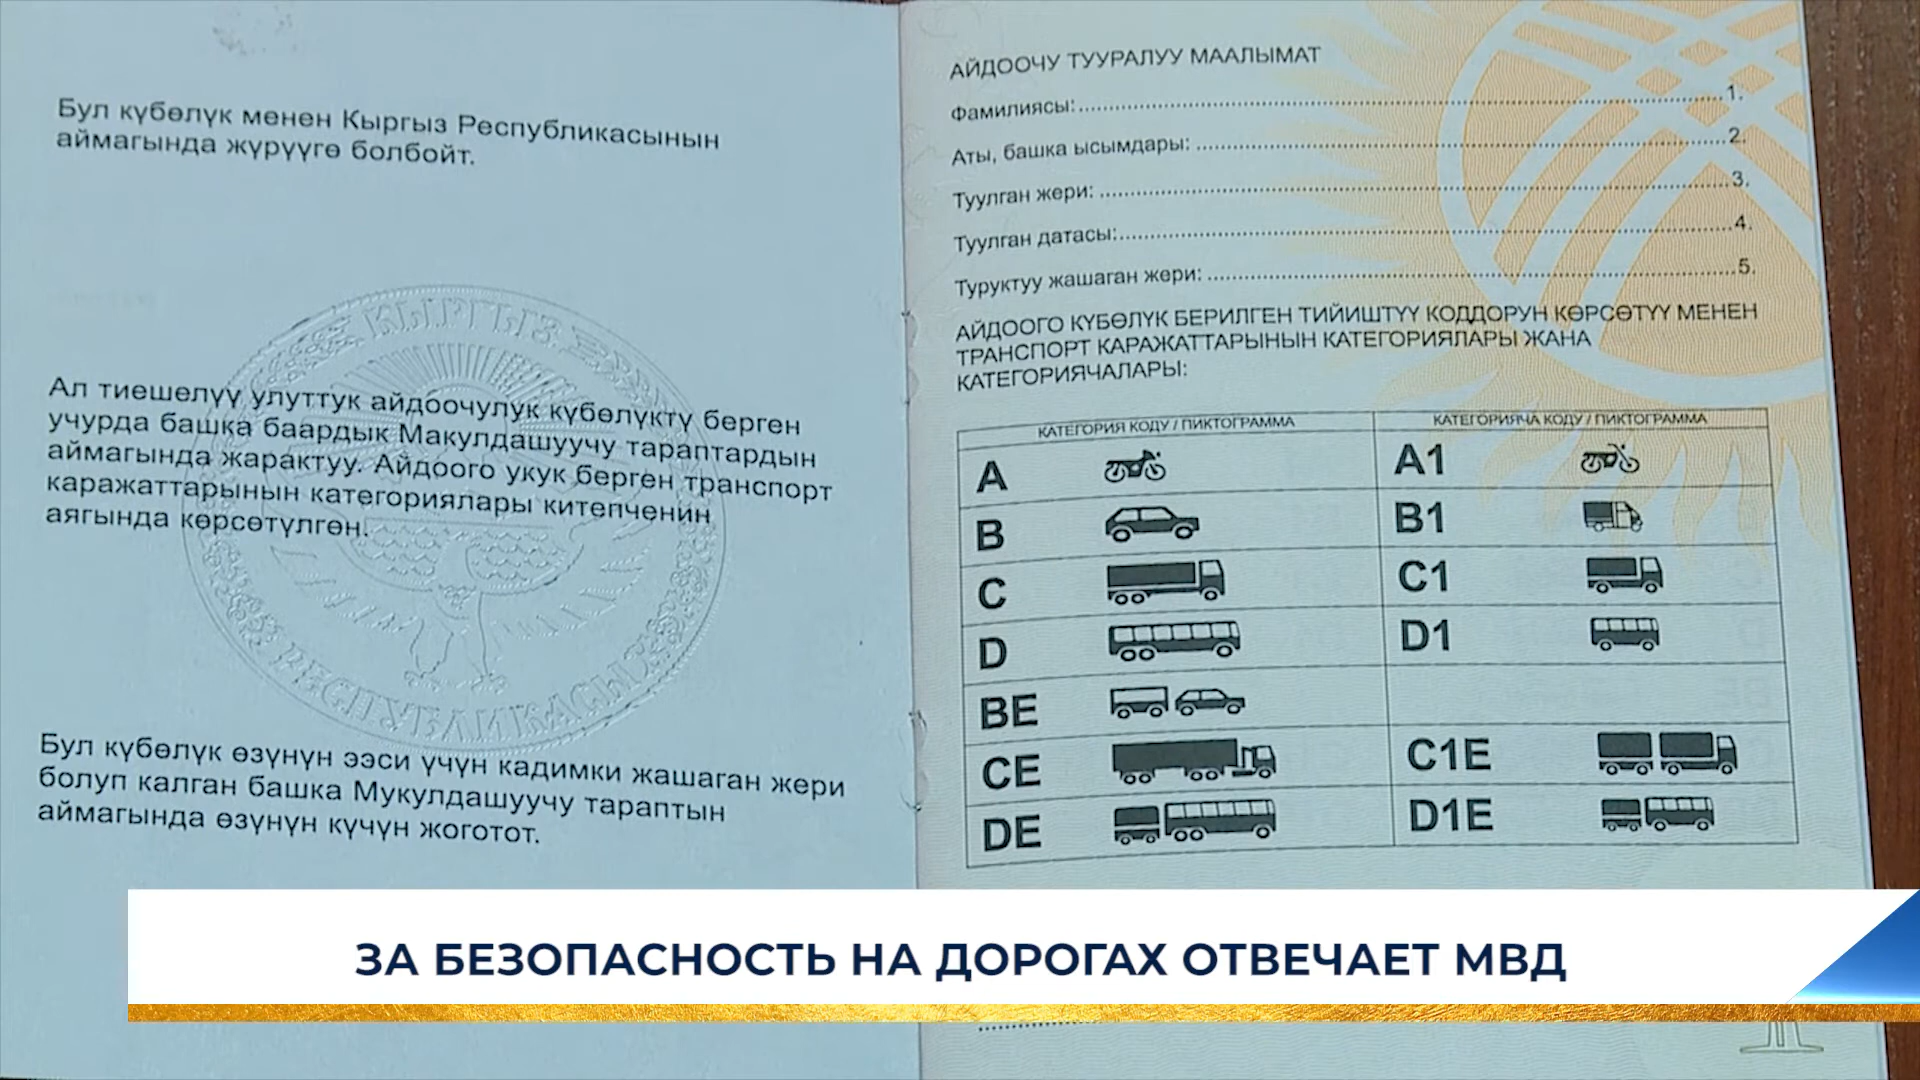 Бул күбөлүк менен Кыргыз Республикасынын
аймагында жүрүүгө болбойт.
КЫРГЫЗ
РЕСПУБЛИКАСЫ
Ал тиешелүү улуттук айдоочулук күбөлүктү берген
учурда башка баардык Макулдашуучу тараптардын
аймагында жарактуу. Айдоого укук берген транспорт
каражаттарынын категориялары китепченин
аягында көрсөтүлгөн.
Бул күбөлүк өзүнүн ээси үчүн кадимки жашаган жери
болуп калган башка Мукулдашуучу тараптын
аймагында өзүнүн күчүн жоготот.
АЙДООЧУ ТУУРАЛУУ МААЛЫМАТ
Фамилиясы: 1.
Аты, башка ысымдары: 2.
Туулган жери: 3.
Туулган датасы: 4.
Туруктуу жашаган жери: 5.
АЙДООГО КҮБӨЛҮК БЕРИЛГЕН ТИЙИШТҮҮ КОДДОРУН КӨРСӨТҮҮ МЕНЕН
ТРАНСПОРТ КАРАЖАТТАРЫНЫН КАТЕГОРИЯЛАРЫ ЖАНА
КАТЕГОРИЯЧАЛАРЫ:
КАТЕГОРИЯ КОДУ / ПИКТОГРАММА КАТЕГОРИЯЧА КОДУ / ПИКТОГРАММА
A A1
B B1
C C1
D D1
BE
CE C1E
DE D1E
ЗА БЕЗОПАСНОСТЬ НА ДОРОГАХ ОТВЕЧАЕТ МВД